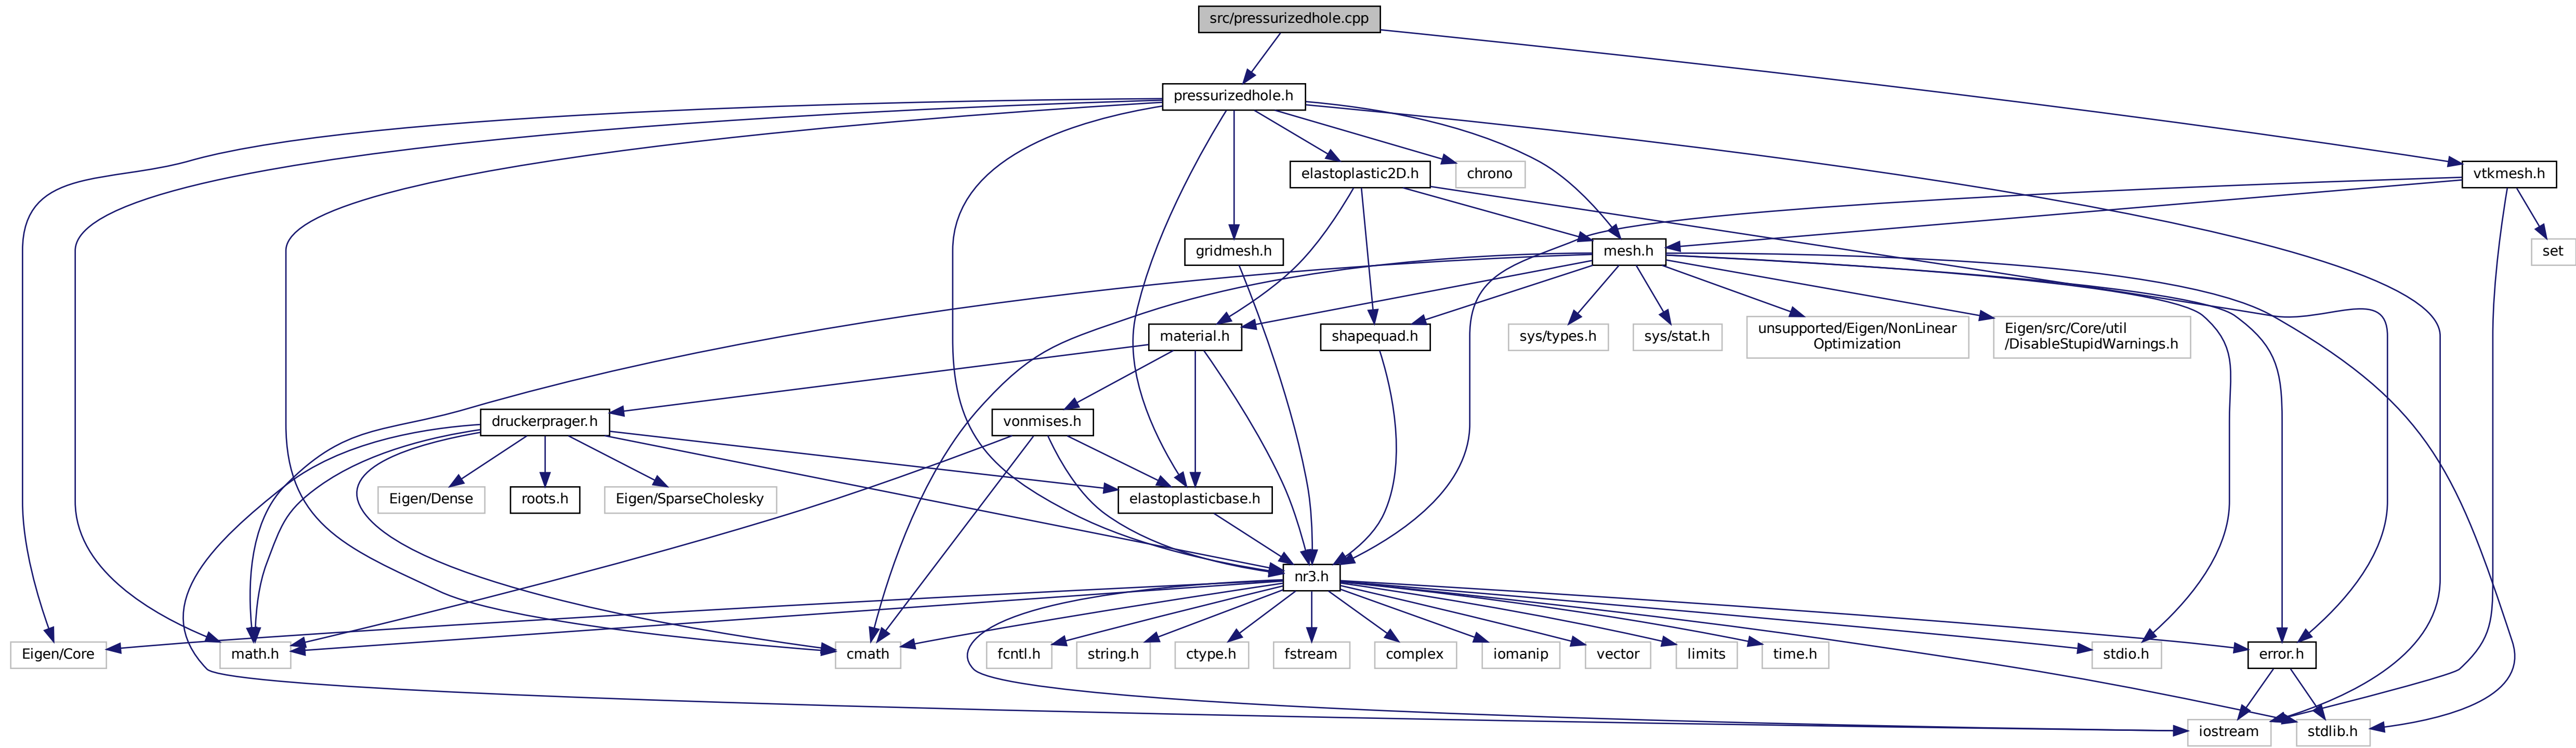 src/pressurizedhole.cpp
pressurizedhole.h
elastoplastic2D.h
chrono
vtkmesh.h
gridmesh.h
mesh.h
set
material.h
shapequad.h
sys/types.h
sys/stat.h
unsupported/Eigen/NonLinear
Optimization
Eigen/src/Core/util
/DisableStupidWarnings.h
druckerprager.h
vonmises.h
Eigen/Dense
roots.h
Eigen/SparseCholesky
elastoplasticbase.h
nr3.h
Eigen/Core
math.h
cmath
fcntl.h
string.h
ctype.h
fstream
complex
iomanip
vector
limits
time.h
stdio.h
error.h
iostream
stdlib.h